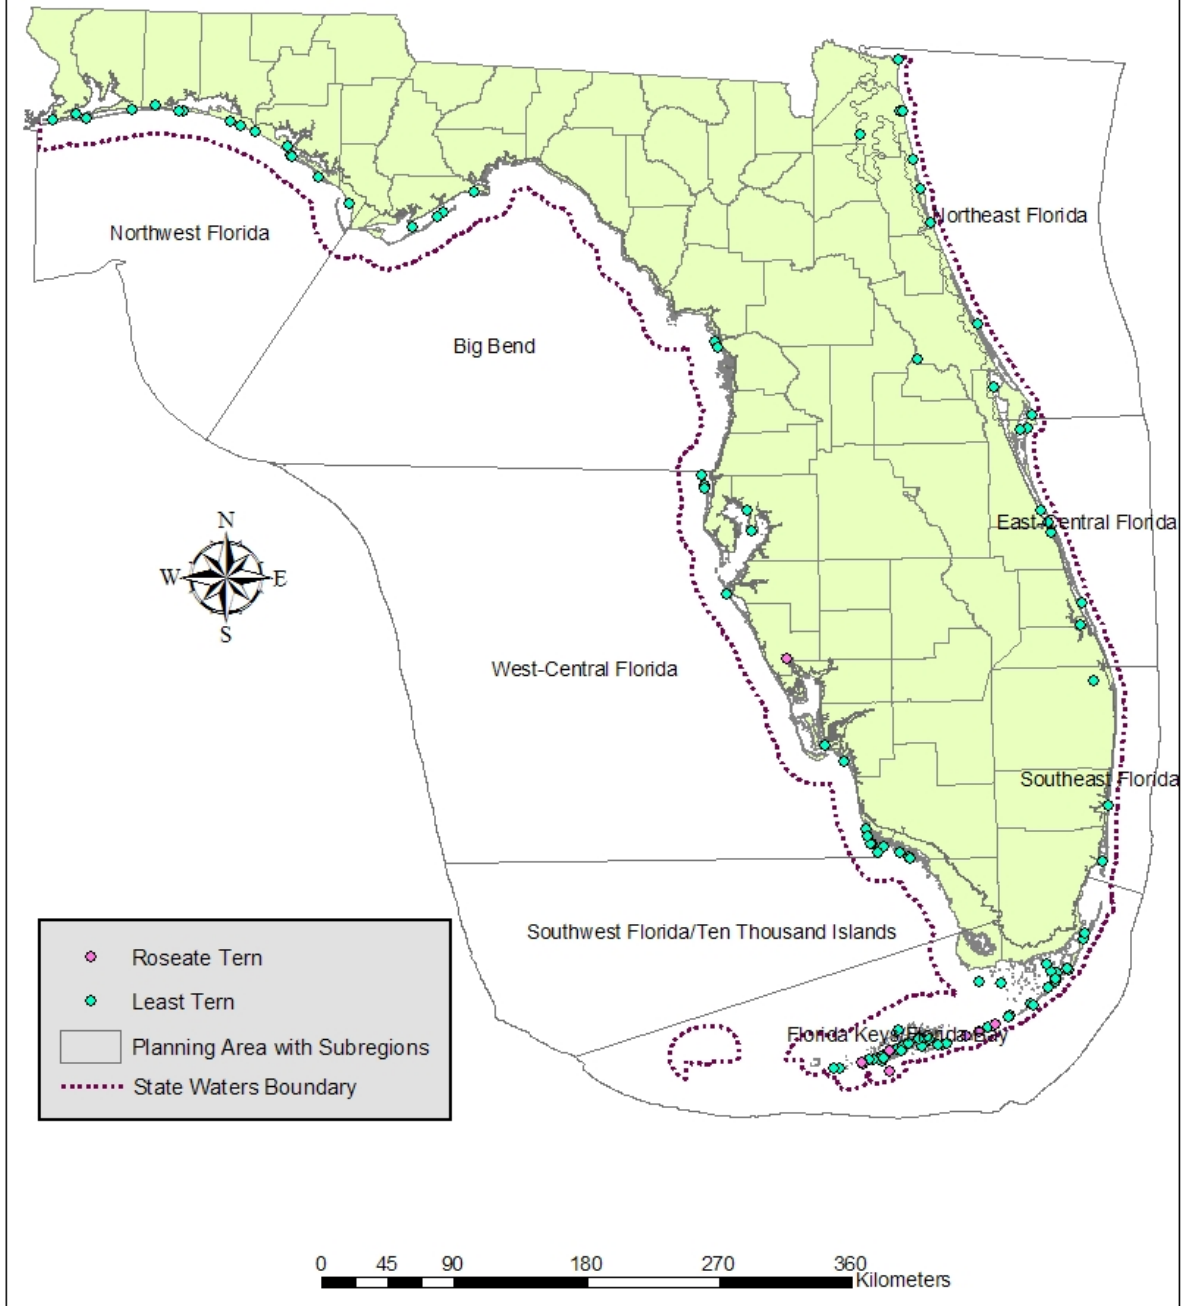 Northwest Florida
Northeast Florida
Big Bend
N
W E
S
East-Central Florida
West-Central Florida
Southeast Florida
Southwest Florida/Ten Thousand Islands
Florida Keys/Florida Bay
Roseate Tern
Least Tern
Planning Area with Subregions
State Waters Boundary
0 45 90 180 270 360
Kilometers